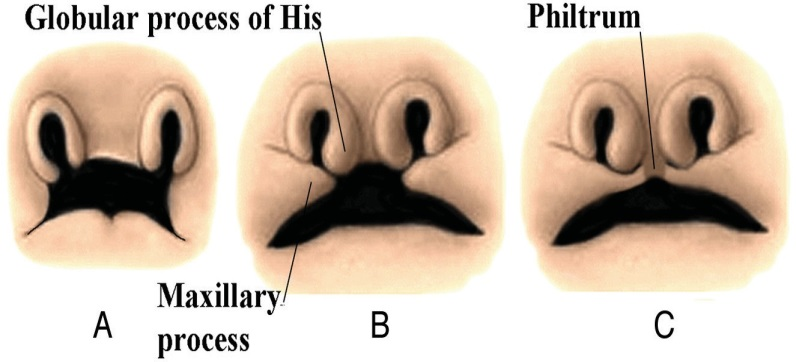 Globular process of His
Philtrum
Maxillary
process
A
B
C